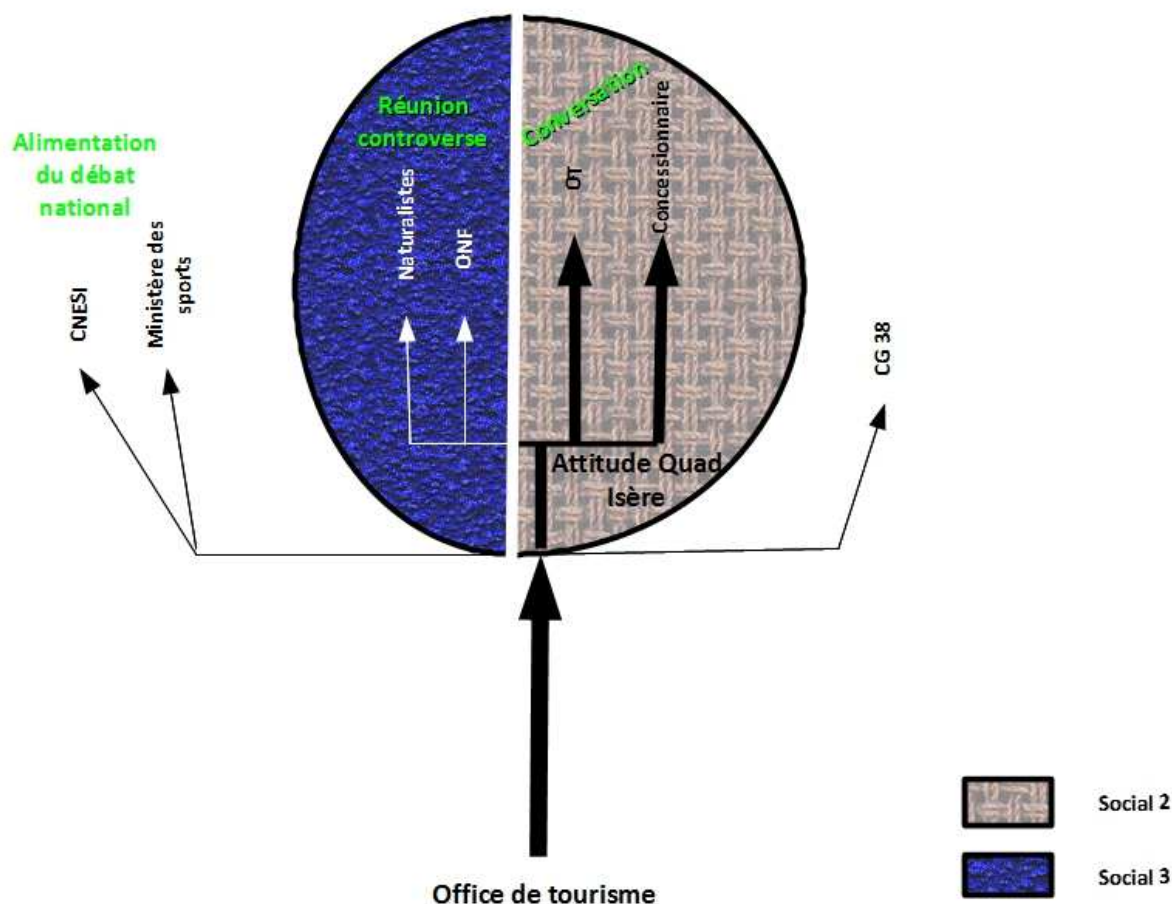 Alimentation
du débat
national
CNESI
Ministère des
sports
Réunion
controverse
Naturalistes
ONF
Conversation
OT
Concessionnaire
Attitude Quad
Isère
CG 38
Office de tourisme
Social 2
Social 3